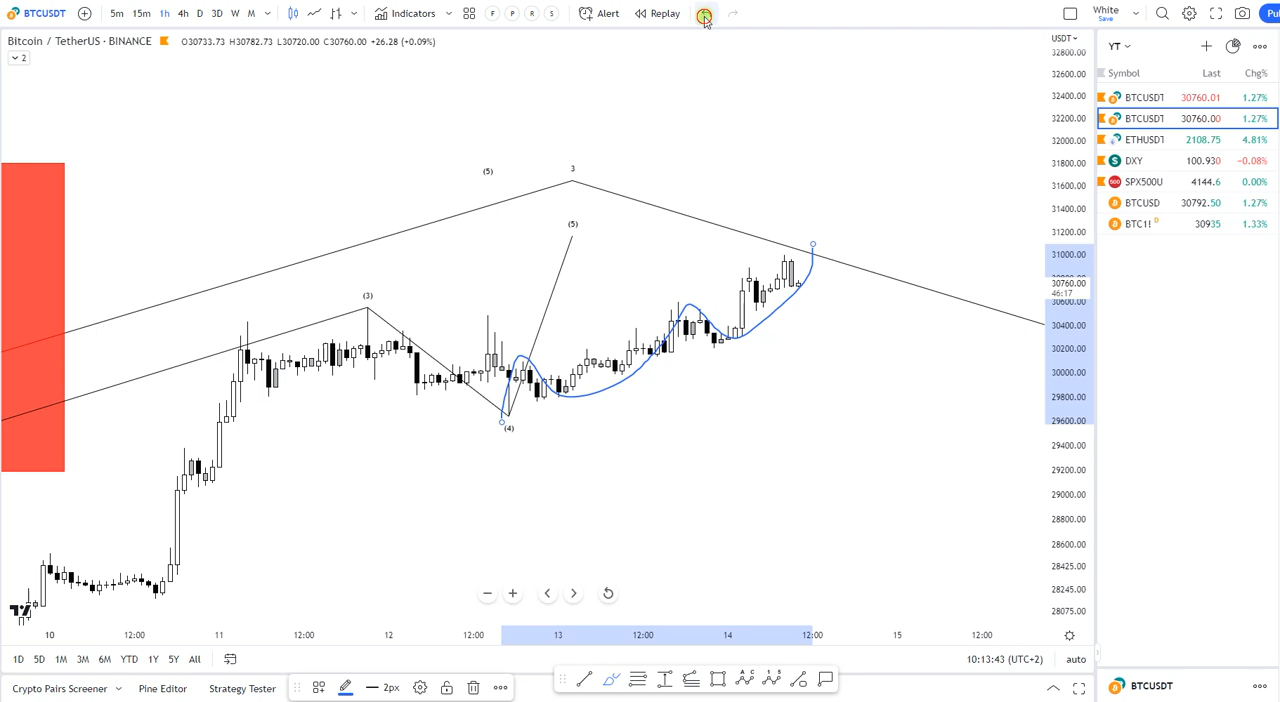 BTCUSDT 5m 15m 1h 4h D 3D W M Indicators F P R S Alert Replay White Save Pu
Bitcoin / TetherUS · BINANCE O30733.73 H30782.73 L30720.00 C30760.00 +26.28 (+0.09%)
2
USDT
32800.00
32600.00
32400.00
32200.00
32000.00
31800.00
31600.00
31400.00
31200.00
31000.00
30760.00
46:17
30600.00
30400.00
30200.00
30000.00
29800.00
29600.00
29400.00
29200.00
29000.00
28800.00
28600.00
28425.00
28245.00
28075.00
(5)
3
(5)
(3)
(4)
10 12:00 11 12:00 12 12:00 13 12:00 14 12:00 15 12:00
1D 5D 1M 3M 6M YTD 1Y 5Y All 10:13:43 (UTC+2) auto
Crypto Pairs Screener Pine Editor Strategy Tester 2px
YT
Symbol Last Chg%
BTCUSDT 30760.01 1.27%
BTCUSDT 30760.00 1.27%
ETHUSDT 2108.75 4.81%
DXY 100.930 −0.08%
SPX500U 4144.6 0.00%
BTCUSD 30792.50 1.27%
BTC1! D 30935 1.33%
BTCUSDT